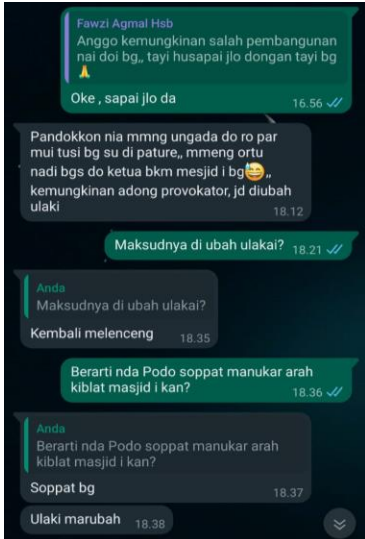 Fawzi Agmal Hsb
Anggo kemungkinan salah pembangunan
nai doi bg,, tayi husapai jlo dongan tayi bg
🙏
Oke , sapai jlo da
16.56
Pandokkon nia mmng ungada do ro par
mui tusi bg su di pature,, mmeng ortu
nadi bgs do ketua bkm mesjid i bg😅,,
kemungkinan adong provokator, jd diubah
ulaki
18.12
Maksudnya di ubah ulakai? 18.21
Anda
Maksudnya di ubah ulakai?
Kembali melenceng 18.35
Berarti nda Podo soppat manukar arah
kiblat masjid i kan?
18.36
Anda
Berarti nda Podo soppat manukar arah
kiblat masjid i kan?
Soppat bg
18.37
Ulaki marubah 18.38